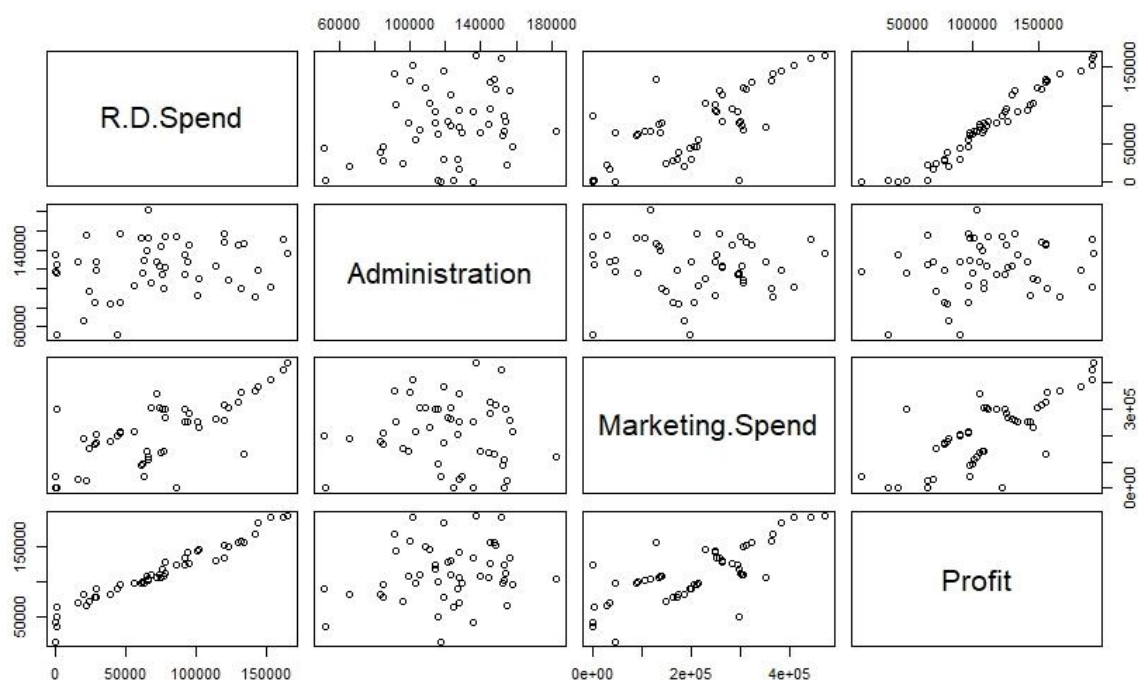 60000 100000 140000 180000
50000 100000 150000
R.D.Spend
0 50000 150000
60000 140000
Administration
Marketing.Spend
0e+00 3e+05
50000 150000
Profit
0 50000 100000 150000
0e+00 2e+05 4e+05